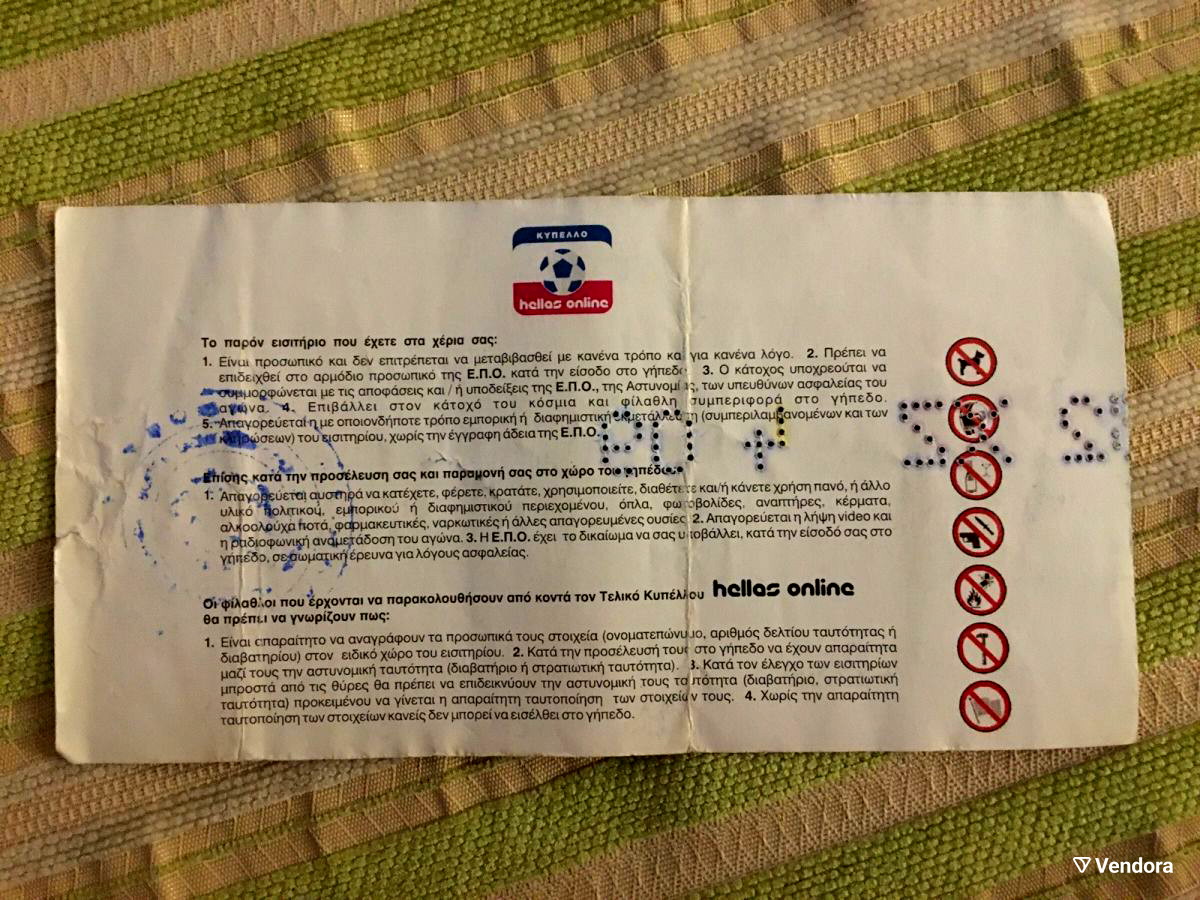 ΚΥΠΕΛΛΟ
hellas online
Το παρόν εισιτήριο που έχετε στα χέρια σας:
1. Είναι προσωπικό και δεν επιτρέπεται να μεταβιβασθεί με κανένα τρόπο κα για κανένα λόγο. 2. Πρέπει να
επιδειχθεί στο αρμόδιο προσωπικό της Ε.Π.Ο. κατά την είσοδο στο γήπεδο. 3. Ο κάτοχος υποχρεούται να
συμμορφώνεται με τις αποφάσεις και / ή υποδείξεις της Ε.Π.Ο., της Αστυνομίας, των υπευθύνων ασφαλείας του
αγώνα. 4. Επιβάλλει στον κάτοχό του κόσμια και φίλαθλη συμπεριφορά στο γήπεδο.
5. Απαγορεύεται η με οποιονδήποτε τρόπο εμπορική ή διαφημιστική εκμετάλλευση (συμπεριλαμβανομένων και των
κληρώσεων) του εισιτηρίου, χωρίς την έγγραφη άδεια της Ε.Π.Ο.
Επίσης κατά την προσέλευση σας και παραμονή σας στο χώρο του γηπέδου:
1. Απαγορεύεται αυστηρά να κατέχετε, φέρετε, κρατάτε, χρησιμοποιείτε, διαθέτετε και/ή κάνετε χρήση πανό, ή άλλο
υλικό πολιτικού, εμπορικού ή διαφημιστικού περιεχομένου, όπλα, φωτοβολίδες, αναπτήρες, κέρματα,
αλκοολούχα ποτά, φαρμακευτικές, ναρκωτικές ή άλλες απαγορευμένες ουσίες. 2. Απαγορεύεται η λήψη video και
η ραδιοφωνική αναμετάδοση του αγώνα. 3. Η Ε.Π.Ο. έχει το δικαίωμα να σας υποβάλλει, κατά την είσοδό σας στο
γήπεδο, σε σωματική έρευνα για λόγους ασφαλείας.
Οι φίλαθλοι που έρχονται να παρακολουθήσουν από κοντά τον Τελικό Κυπέλλου hellas online
θα πρέπει να γνωρίζουν πως:
1. Είναι απαραίτητο να αναγράφουν τα προσωπικά τους στοιχεία (ονοματεπώνυμο, αριθμός δελτίου ταυτότητας ή
διαβατηρίου) στον ειδικό χώρο του εισιτηρίου. 2. Κατά την προσέλευσή τους στο γήπεδο να έχουν απαραίτητα
μαζί τους την αστυνομική ταυτότητα (διαβατήριο ή στρατιωτική ταυτότητα). 3. Κατά τον έλεγχο των εισιτηρίων
μπροστά από τις θύρες θα πρέπει να επιδεικνύουν την αστυνομική τους ταυτότητα (διαβατήριο, στρατιωτική
ταυτότητα) προκειμένου να γίνεται η απαραίτητη ταυτοποίηση των στοιχείων τους. 4. Χωρίς την απαραίτητη
ταυτοποίηση των στοιχείων κανείς δεν μπορεί να εισέλθει στο γήπεδο.
Vendora